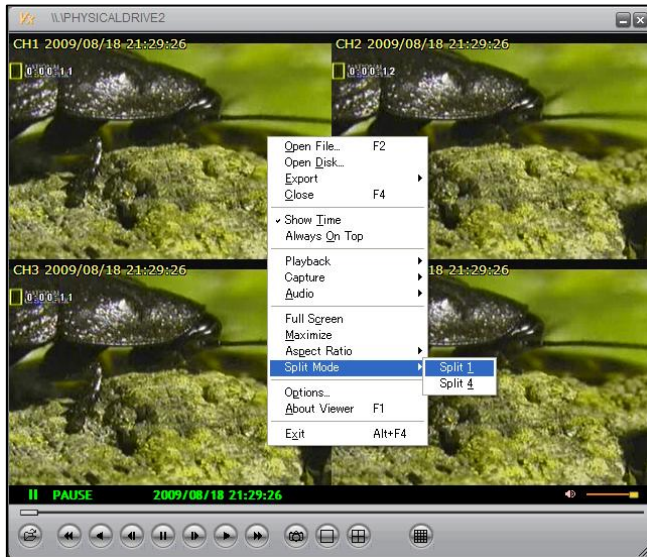 \\.\PHYSICALDRIVE2
CH1 2009/08/18 21:29:26
0:00:11
CH2 2009/08/18 21:29:26
0:00:12
Open File... F2
Open Disk...
Export
Close F4
Show Time
Always On Top
Playback
Capture
Audio
Full Screen
Maximize
Aspect Ratio
Split Mode
Split 1
Split 4
Options...
About Viewer F1
Exit Alt+F4
CH3 2009/08/18 21:29:26
0:00:11
18 21:29:26
PAUSE 2009/08/18 21:29:26